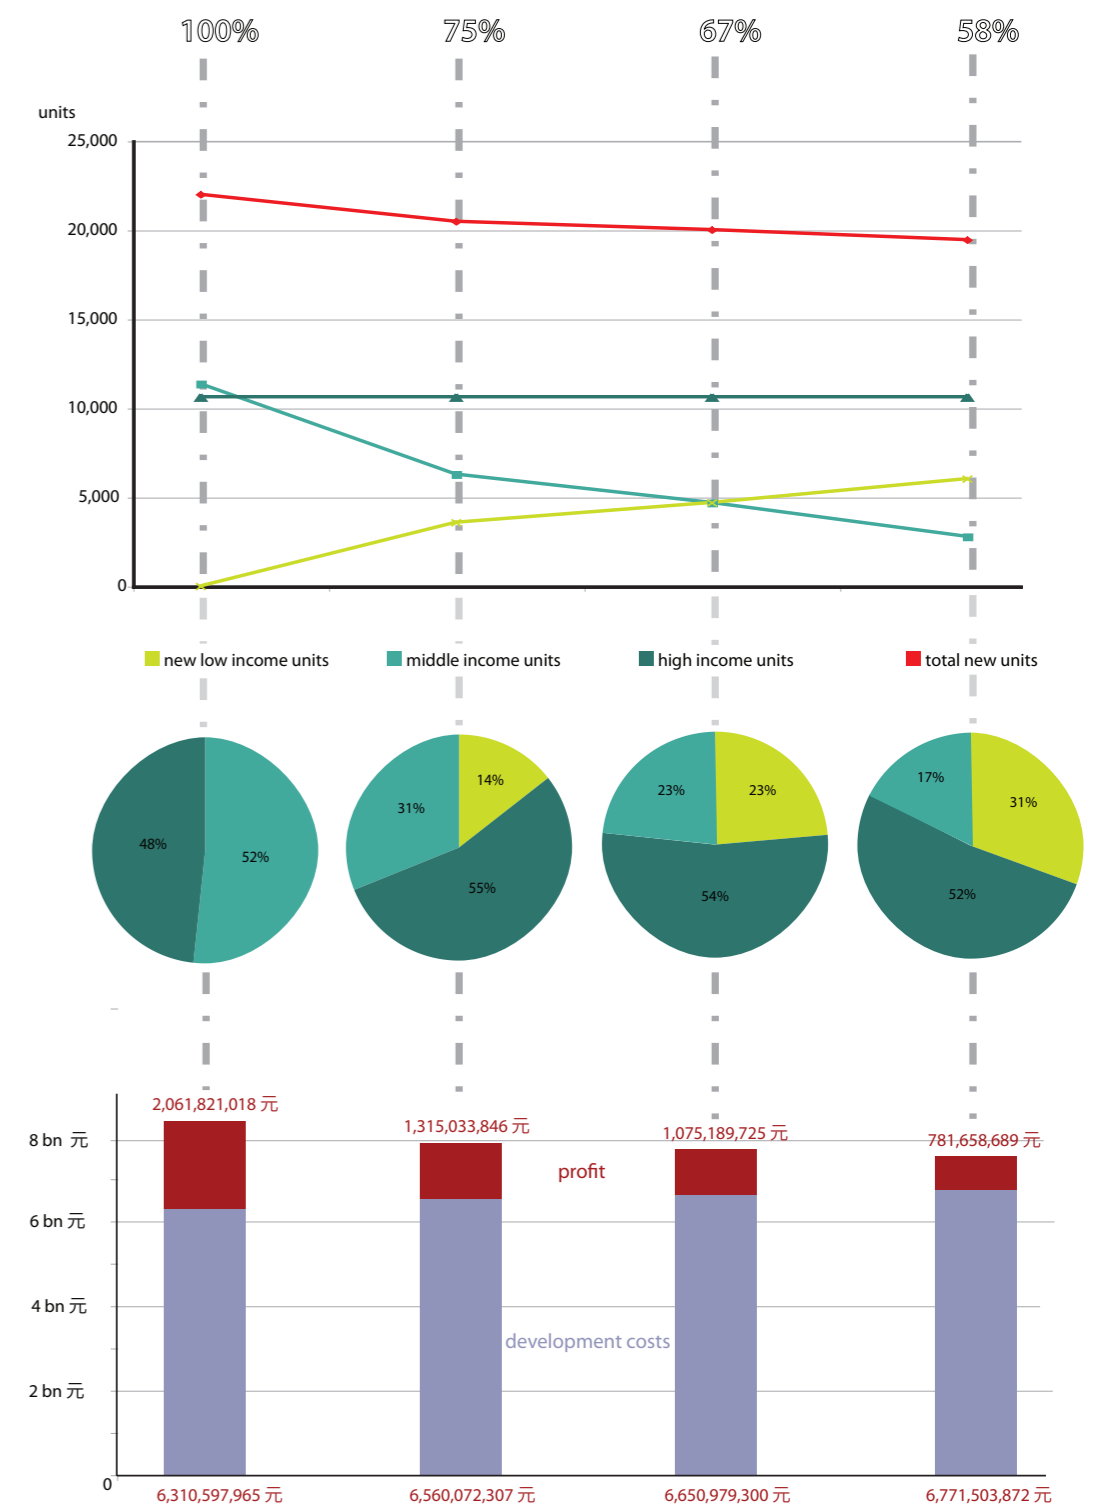 100% 75% 67% 58%
units
25,000
20,000
15,000
10,000
5,000
0
new low income units middle income units high income units total new units
48% 52%
14% 31% 55%
23% 23% 54%
17% 31% 52%
2,061,821,018 元 1,315,033,846 元 1,075,189,725 元 781,658,689 元
8 bn 元
profit
6 bn 元
4 bn 元
development costs
2 bn 元
0
6,310,597,965 元 6,560,072,307 元 6,650,979,300 元 6,771,503,872 元